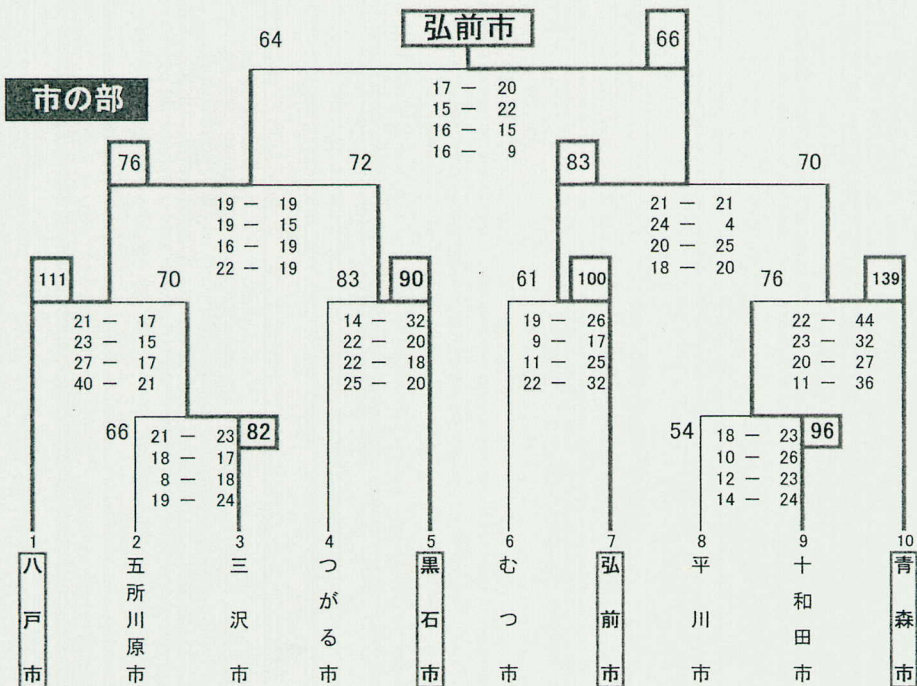 弘前市
64
66
市の部
17 − 20
15 − 22
16 − 15
16 − 9
76
72
83
70
19 − 19
19 − 15
16 − 19
22 − 19
21 − 21
24 − 4
20 − 25
18 − 20
111
70
83
90
61
100
76
139
21 − 17
23 − 15
27 − 17
40 − 21
14 − 32
22 − 20
22 − 18
25 − 20
19 − 26
9 − 17
11 − 25
22 − 32
22 − 44
23 − 32
20 − 27
11 − 36
66
82
54
96
21 − 23
18 − 17
8 − 18
19 − 24
18 − 23
10 − 26
12 − 23
14 − 24
1
八戸市
2
五所川原市
3
三沢市
4
つがる市
5
黒石市
6
むつ市
7
弘前市
8
平川市
9
十和田市
10
青森市